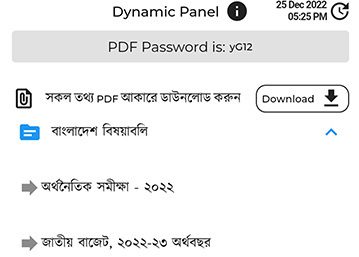 Dynamic Panel
25 Dec 2022
05:25 PM
PDF Password is: yG12
সকল তথ্য PDF আকারে ডাউনলোড করুন
Download
বাংলাদেশ বিষয়াবলি
অর্থনৈতিক সমীক্ষা - ২০২২
জাতীয় বাজেট, ২০২২-২৩ অর্থবছর